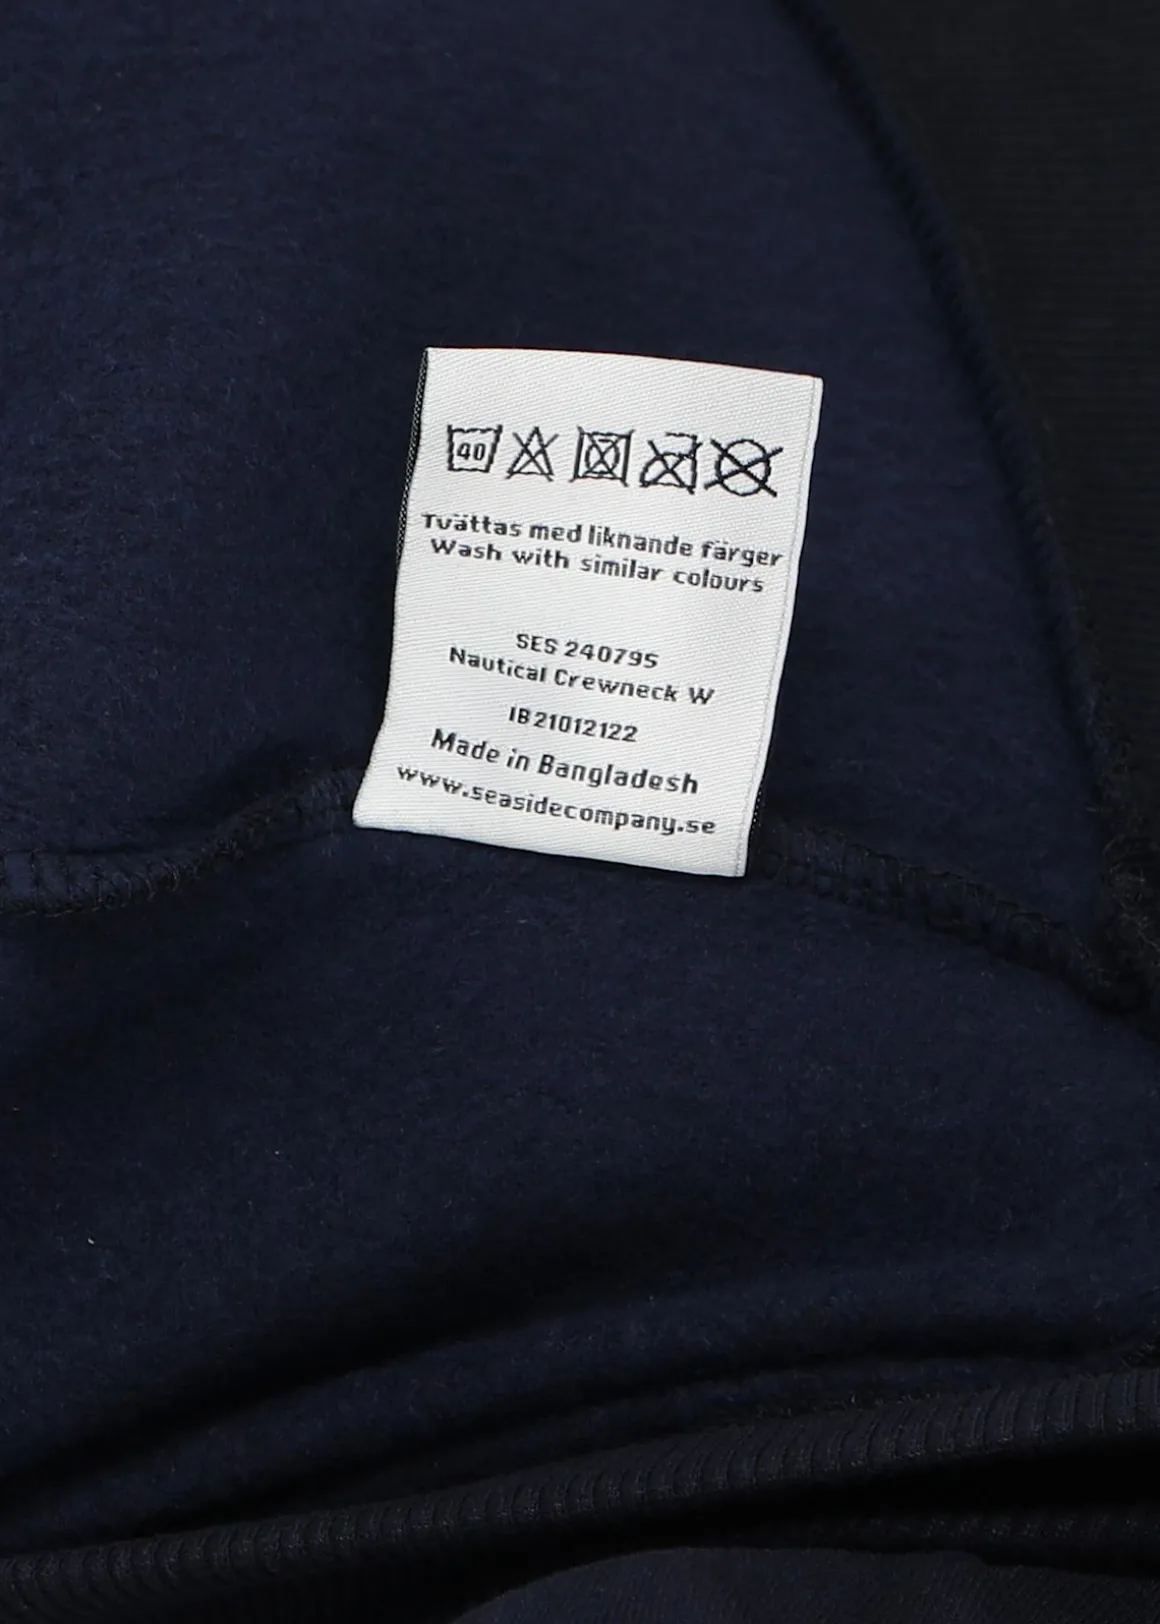 40
Tvättas med liknande färger
Wash with similar colours
SES 240795
Nautical Crewneck W
IB21012122
Made in Bangladesh
www.seasidecompany.se